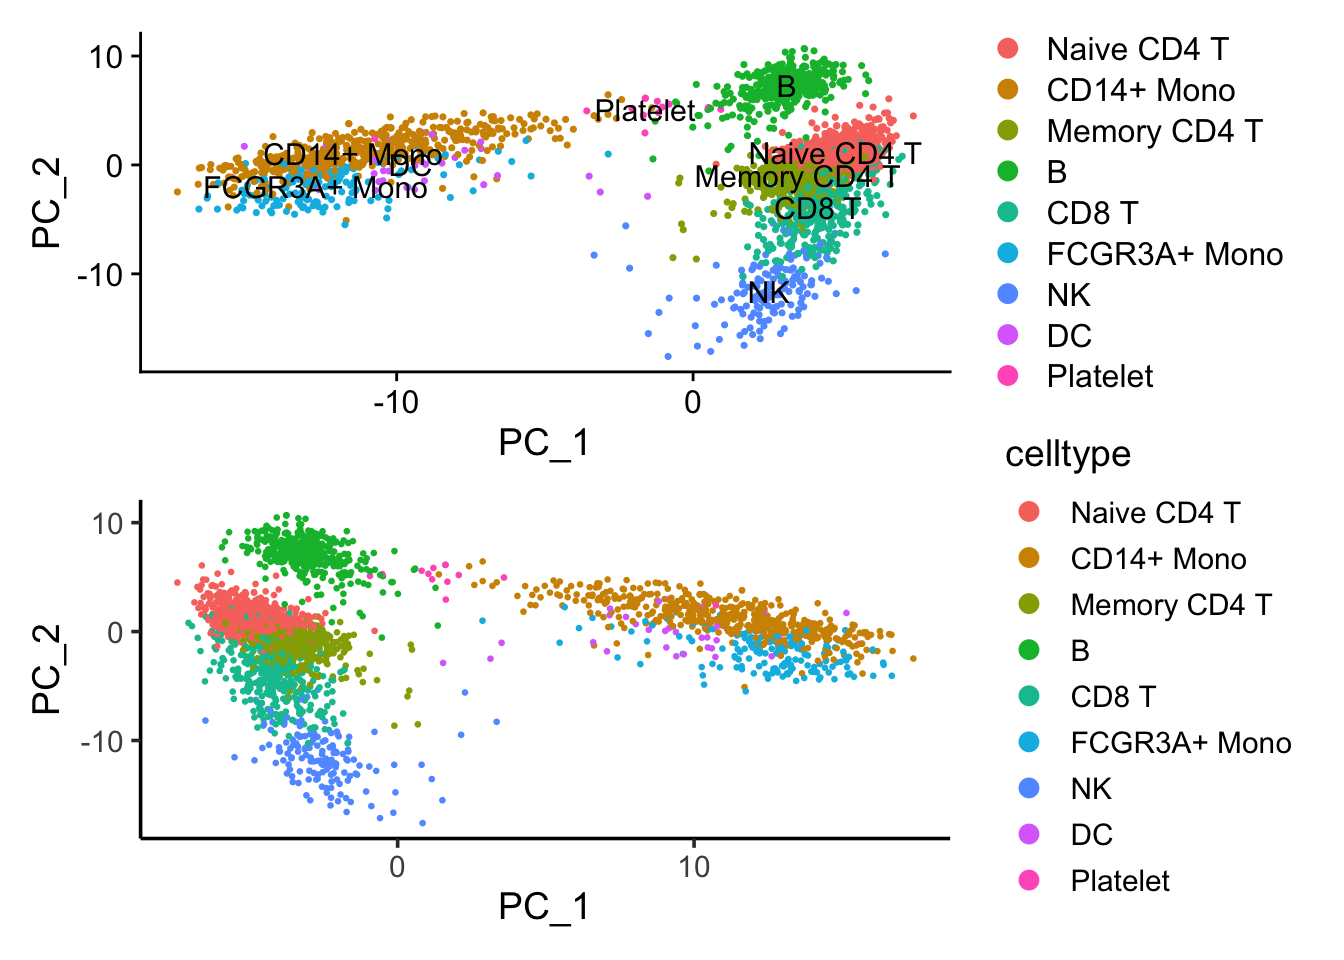 10
0
-10
PC_2
B
Platelet
CD14+ Mono
DC
FCGR3A+ Mono
Naive CD4 T
Memory CD4 T
CD8 T
NK
-10
0
PC_1
Naive CD4 T
CD14+ Mono
Memory CD4 T
B
CD8 T
FCGR3A+ Mono
NK
DC
Platelet
10
0
-10
PC_2
0
10
PC_1
celltype
Naive CD4 T
CD14+ Mono
Memory CD4 T
B
CD8 T
FCGR3A+ Mono
NK
DC
Platelet